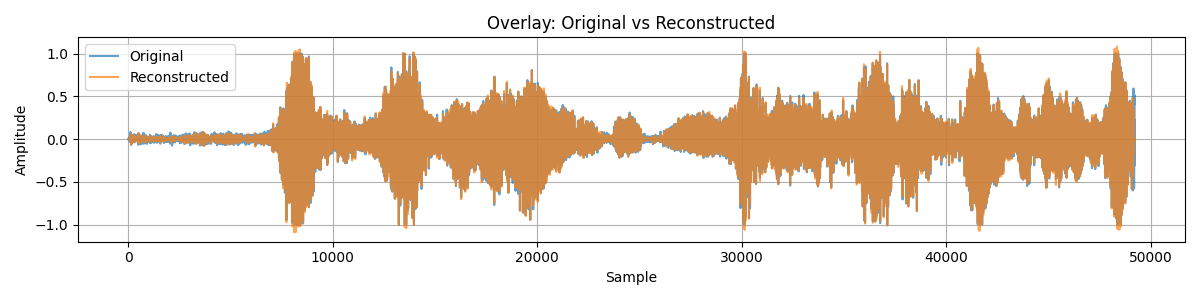 Overlay: Original vs Reconstructed
Original
Reconstructed
1.0
0.5
0.0
−0.5
−1.0
Amplitude
0 10000 20000 30000 40000 50000
Sample